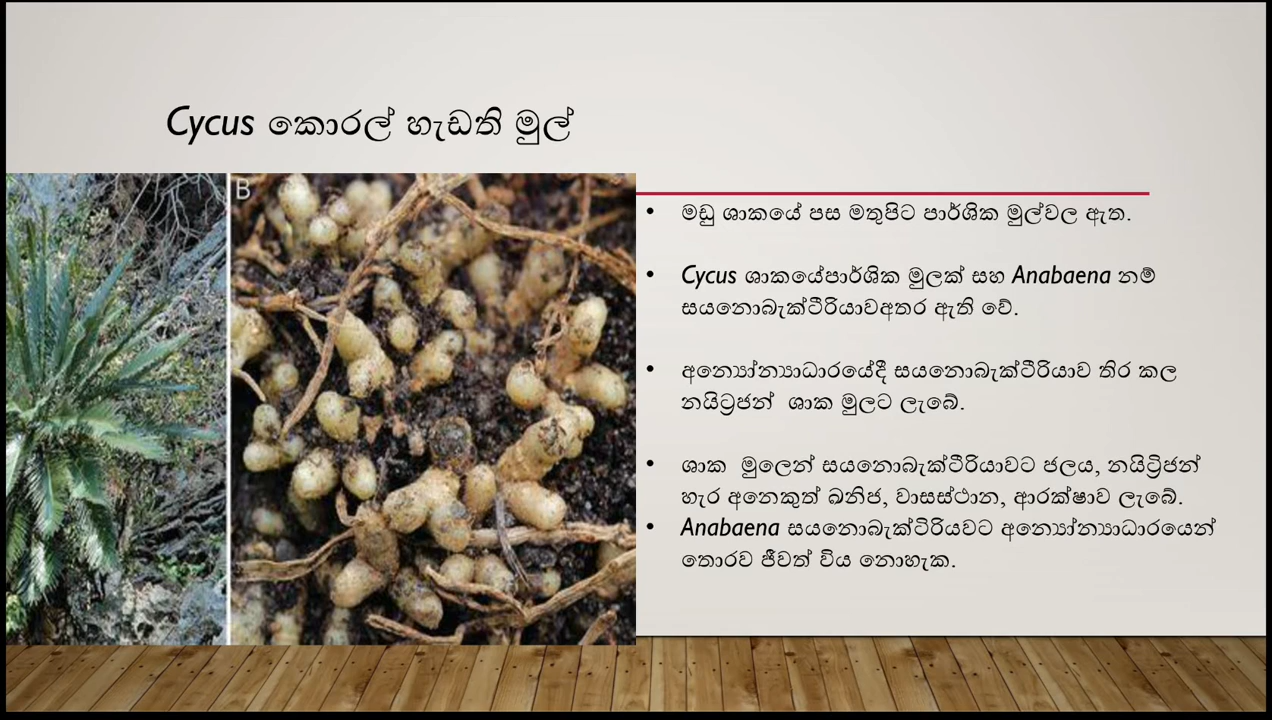 Cycus කොරල් හැඩති මුල්
B
• මඩු ශාකයේ පස මතුපිට පාර්ශික මුල්වල ඇත.
• Cycus ශාකයේපාර්ශික මුලක් සහ Anabaena නම්
සයනොබැක්ටීරියාවඅතර ඇති වේ.
• අන්‍යෝන්‍යාධාරයේදී සයනොබැක්ටීරියාව තිර කල
නයිට්‍රජන් ශාක මුලට ලැබේ.
• ශාක මුලෙන් සයනොබැක්ටීරියාවට ජලය, නයිට්‍රිජන්
හැර අනෙකුත් ඛනිජ, වාසස්ථාන, ආරක්ෂාව ලැබේ.
• Anabaena සයනොබැක්ටිරියවට අන්‍යෝන්‍යාධාරයෙන්
තොරව ජීවත් විය නොහැක.